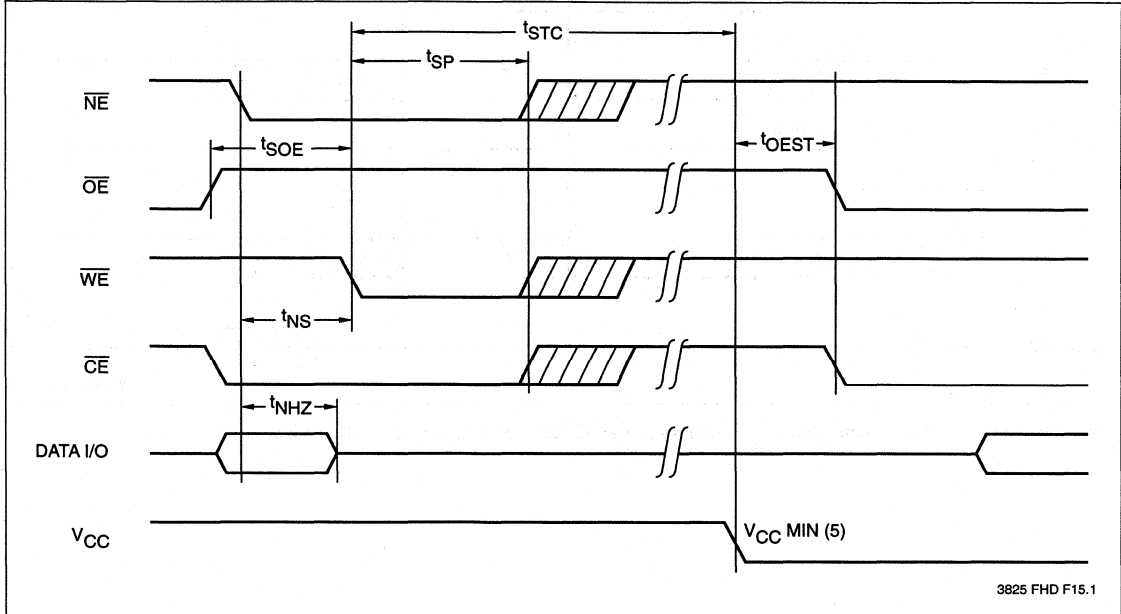 tSTC
tSP
NE
tSOE
tOEST
OE
WE
tNS
CE
tNHZ
DATA I/O
VCC
VCC MIN (5)
3825 FHD F15.1